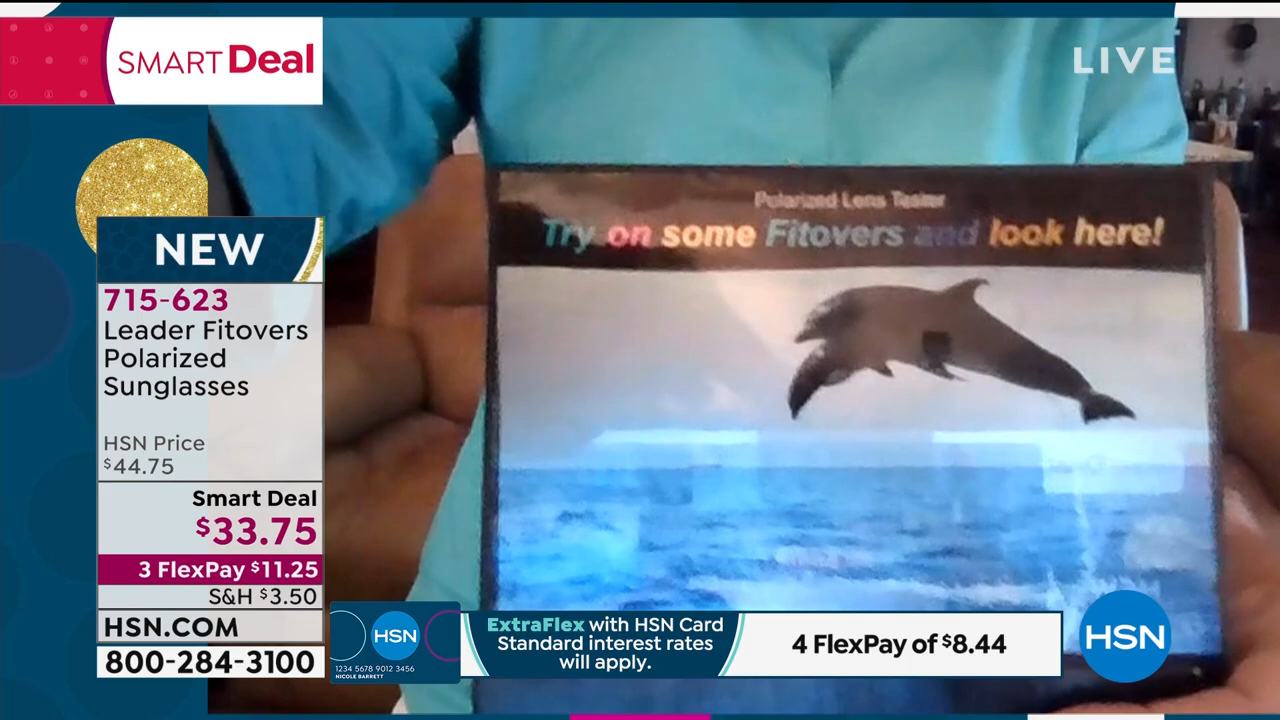 SMART Deal
LIVE
NEW
715-623
Leader Fitovers
Polarized
Sunglasses
HSN Price
$44.75
Smart Deal
$33.75
3 FlexPay $11.25
S&H $3.50
HSN.COM
800-284-3100
Polarized Lens Tester
Try on some Fitovers and look here!
HSN
1234 5678 9012 3456
NICOLE BARRETT
ExtraFlex with HSN Card
Standard interest rates
will apply.
4 FlexPay of $8.44
HSN